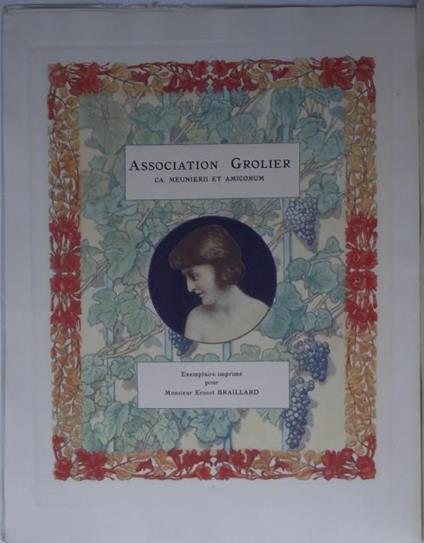 ASSOCIATION GROLIER
CA. MEUNIERII ET AMICORUM
Exemplaire imprimé
pour
Monsieur Ernest BRAILLARD